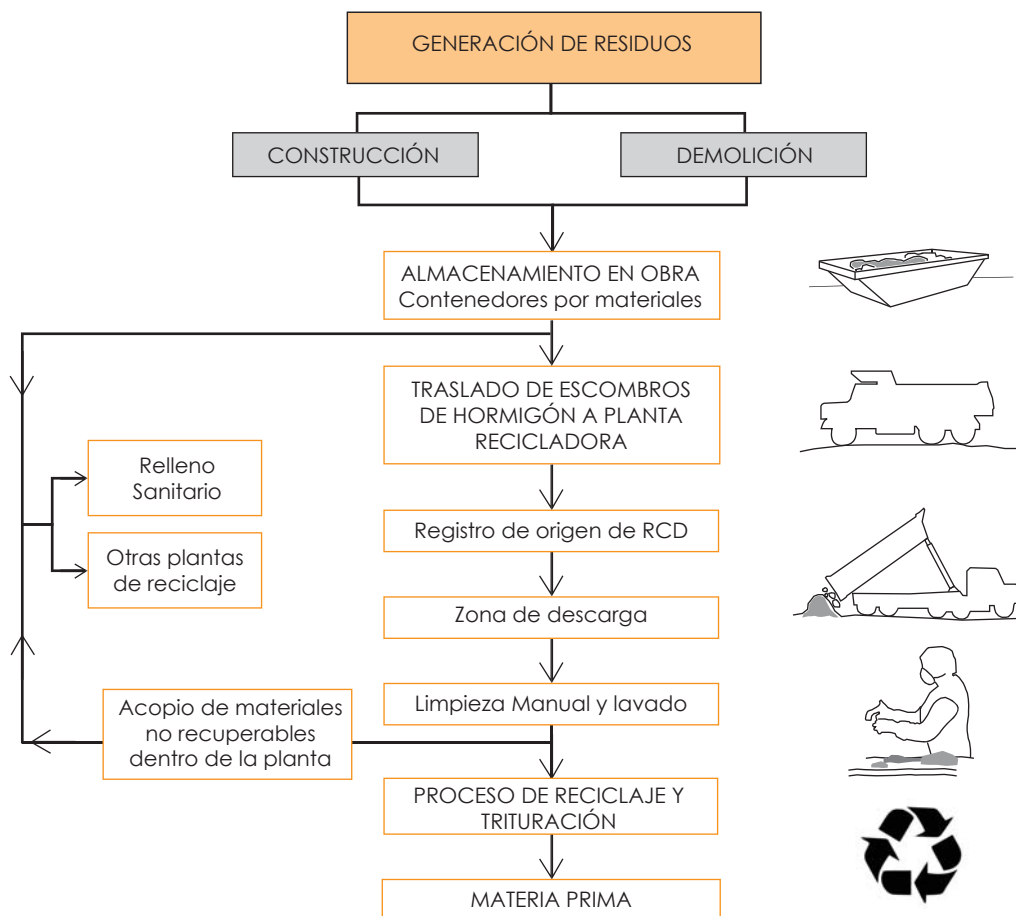 GENERACIÓN DE RESIDUOS
CONSTRUCCIÓN
DEMOLICIÓN
ALMACENAMIENTO EN OBRA
Contenedores por materiales
TRASLADO DE ESCOMBROS
DE HORMIGÓN A PLANTA
RECICLADORA
Relleno
Sanitario
Otras plantas
de reciclaje
Registro de origen de RCD
Zona de descarga
Limpieza Manual y lavado
Acopio de materiales
no recuperables
dentro de la planta
PROCESO DE RECICLAJE Y
TRITURACIÓN
MATERIA PRIMA